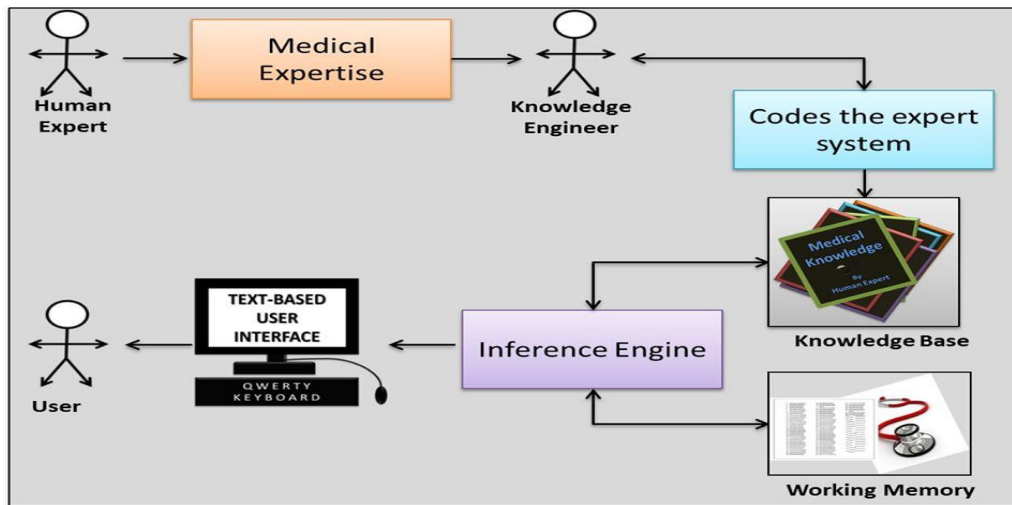 Medical
Expertise
Human
Expert
Knowledge
Engineer
Codes the expert
system
Medical
Knowledge
By
Human Expert
Knowledge Base
TEXT-BASED
USER
INTERFACE
QWERTY
KEYBOARD
User
Inference Engine
Working Memory